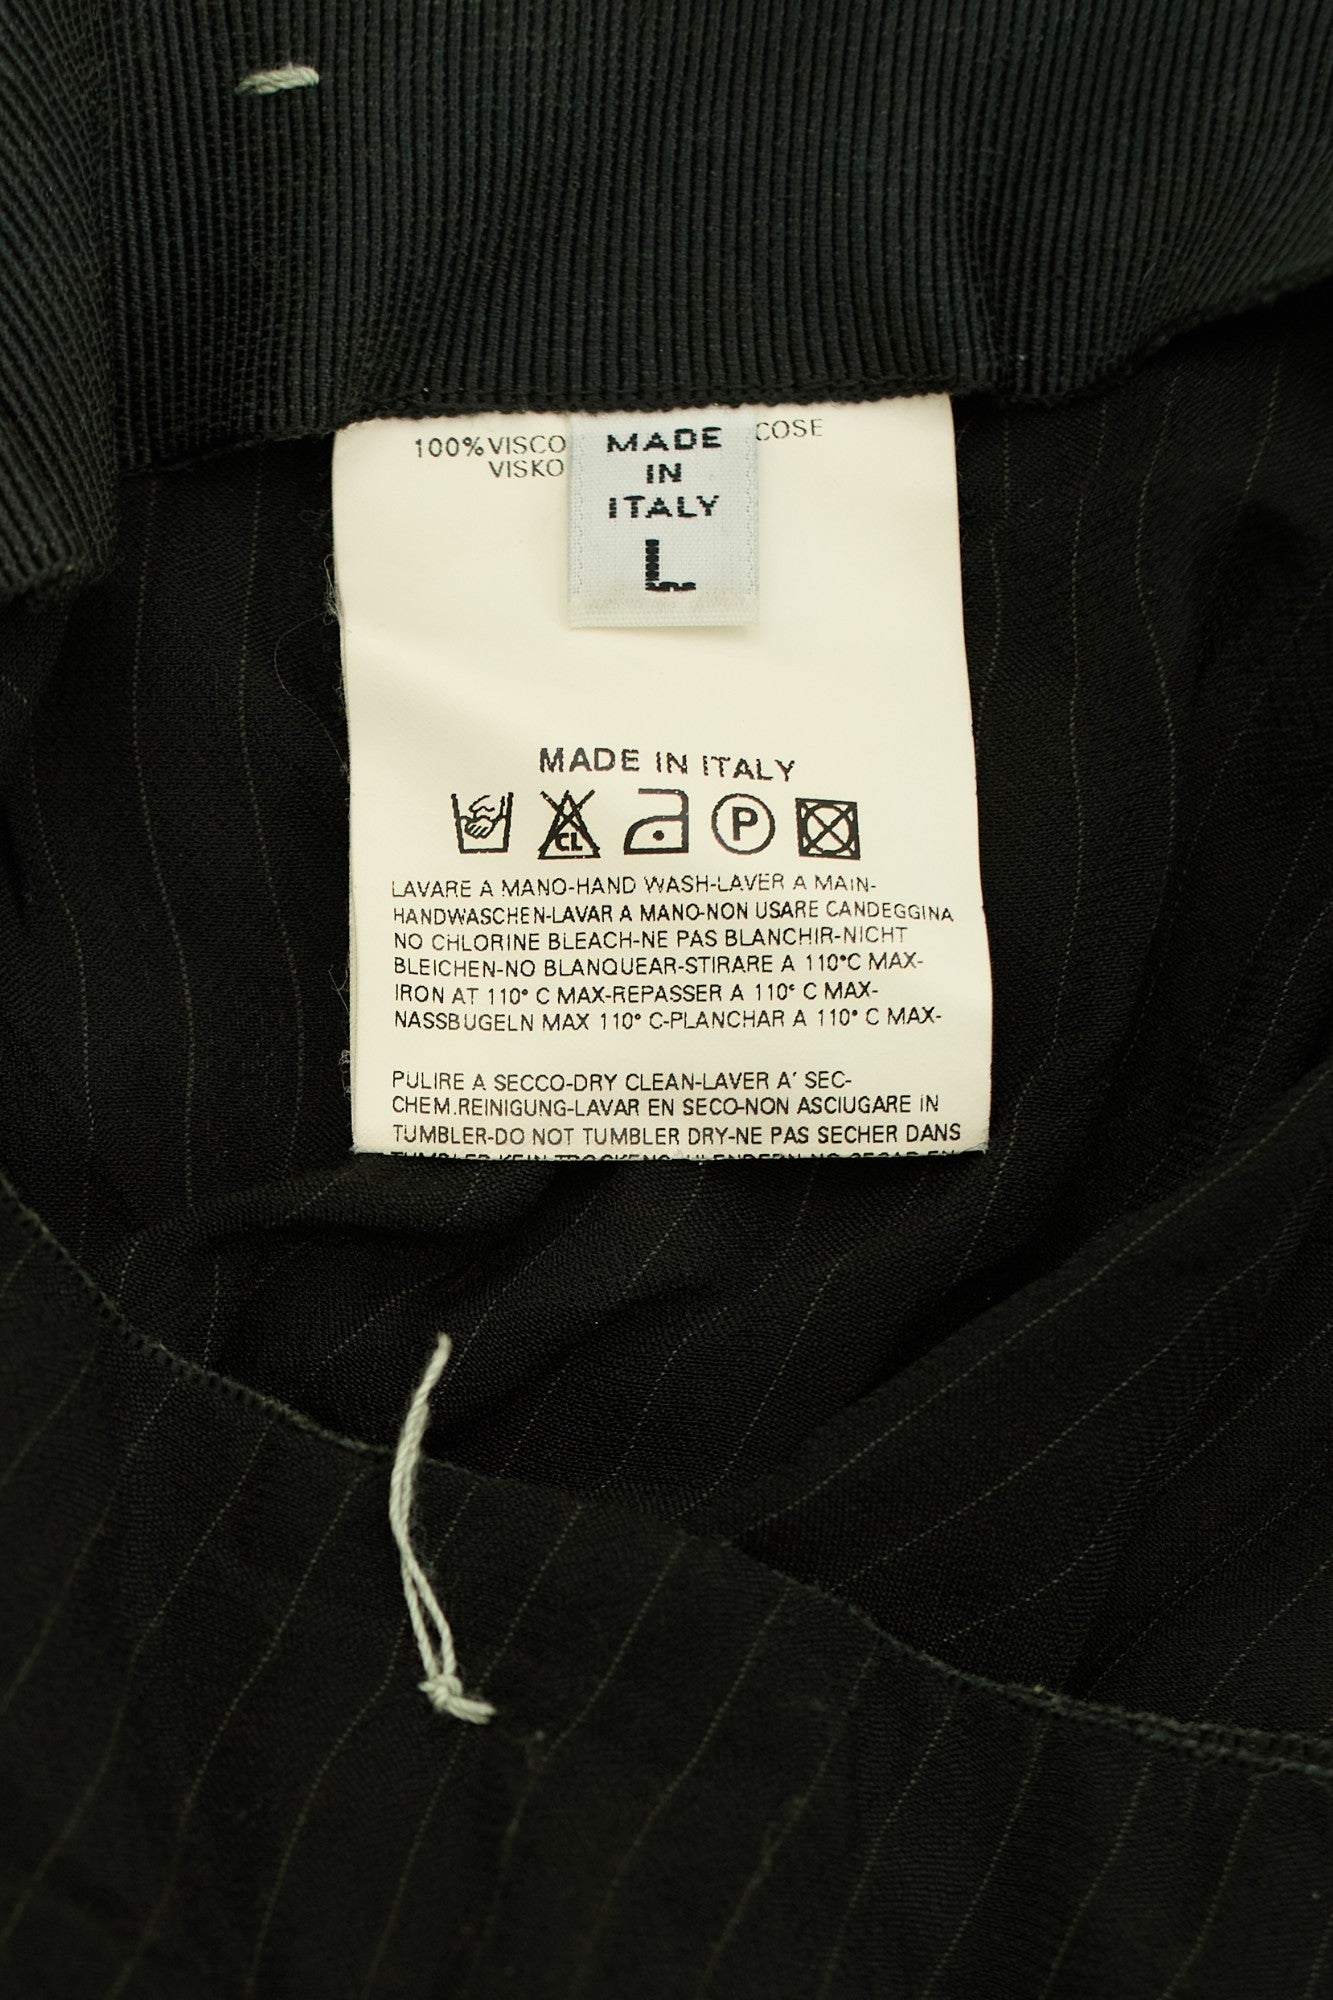 100% VISCO
COSE
VISKO
MADE
IN
ITALY
L
MADE IN ITALY
CL P
LAVARE A MANO-HAND WASH-LAVER A MAIN-
HANDWASCHEN-LAVAR A MANO-NON USARE CANDEGGINA
NO CHLORINE BLEACH-NE PAS BLANCHIR-NICHT
BLEICHEN-NO BLANQUEAR-STIRARE A 110°C MAX-
IRON AT 110° C MAX-REPASSER A 110° C MAX-
NASSBUGELN MAX 110° C-PLANCHAR A 110° C MAX-
PULIRE A SECCO-DRY CLEAN-LAVER A' SEC-
CHEM.REINIGUNG-LAVAR EN SECO-NON ASCIUGARE IN
TUMBLER-DO NOT TUMBLER DRY-NE PAS SECHER DANS